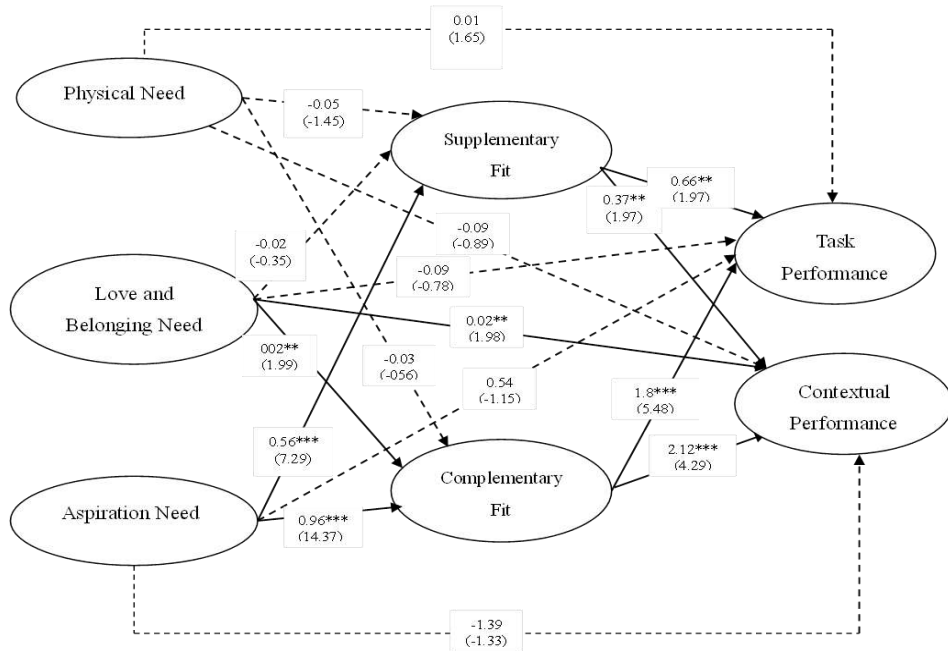 0.01
(1.65)
Physical Need
-0.05
(-1.45)
Supplementary
Fit
0.66**
(1.97)
0.37**
(1.97)
-0.02
(-0.35)
-0.09
(-0.89)
Task
Performance
Love and
Belonging Need
-0.09
(-0.78)
0.02**
(1.98)
002**
(1.99)
-0.03
(-056)
0.54
(-1.15)
1.8***
(5.48)
Contextual
Performance
0.56***
(7.29)
2.12***
(4.29)
Aspiration Need
0.96***
(14.37)
Complementary
Fit
-1.39
(-1.33)